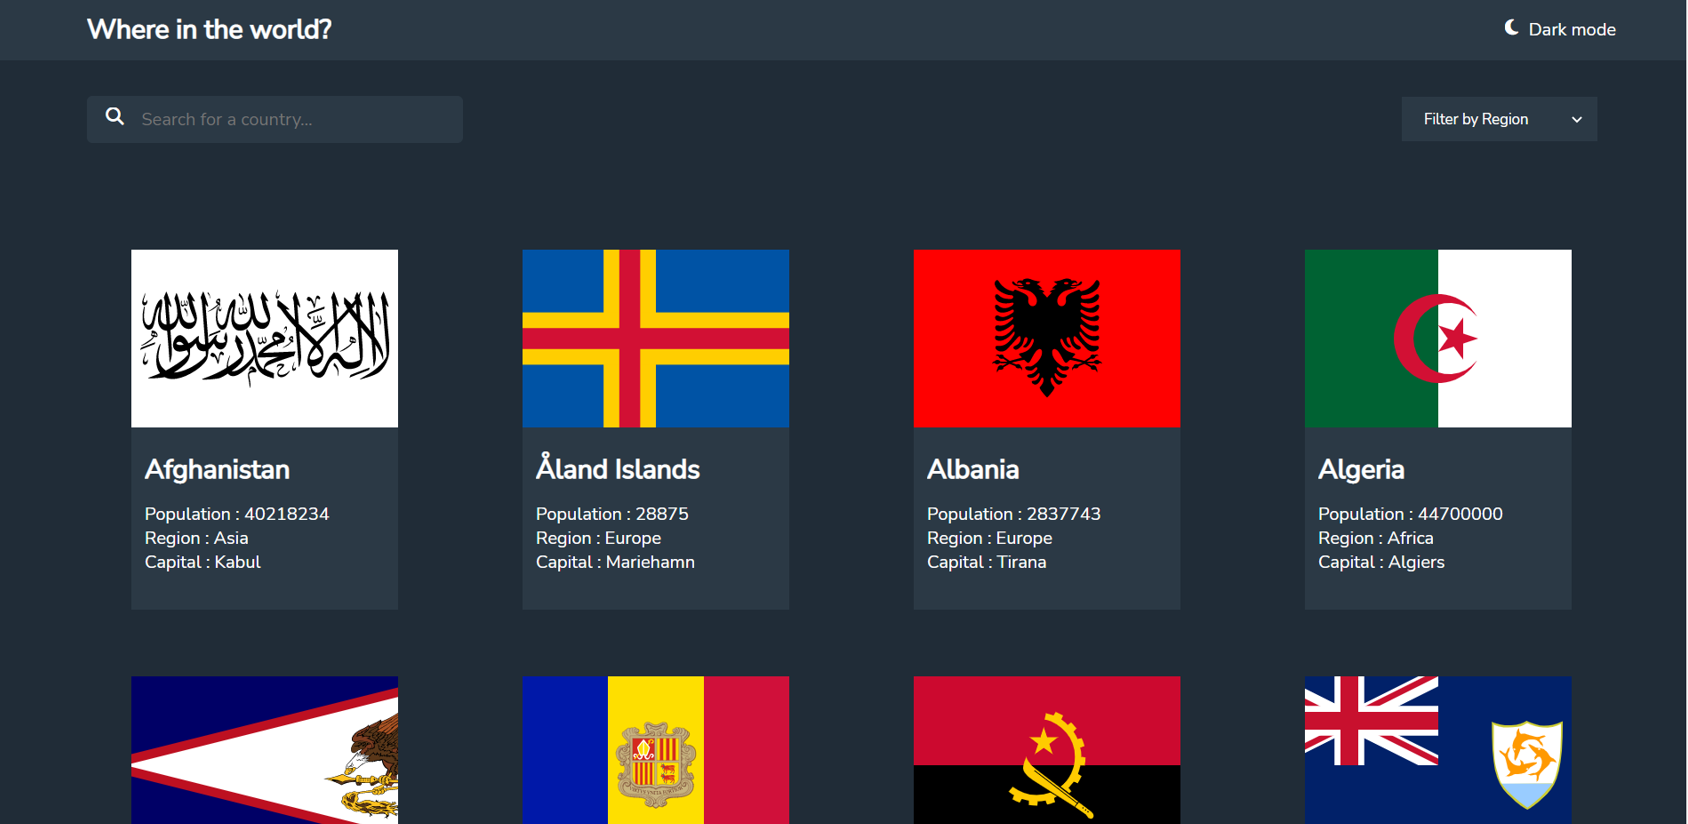 Where in the world?
Dark mode
Search for a country...
Filter by Region
لا إله إلا الله محمد رسول الله
Afghanistan
Population : 40218234
Region : Asia
Capital : Kabul
Åland Islands
Population : 28875
Region : Europe
Capital : Mariehamn
Albania
Population : 2837743
Region : Europe
Capital : Tirana
Algeria
Population : 44700000
Region : Africa
Capital : Algiers